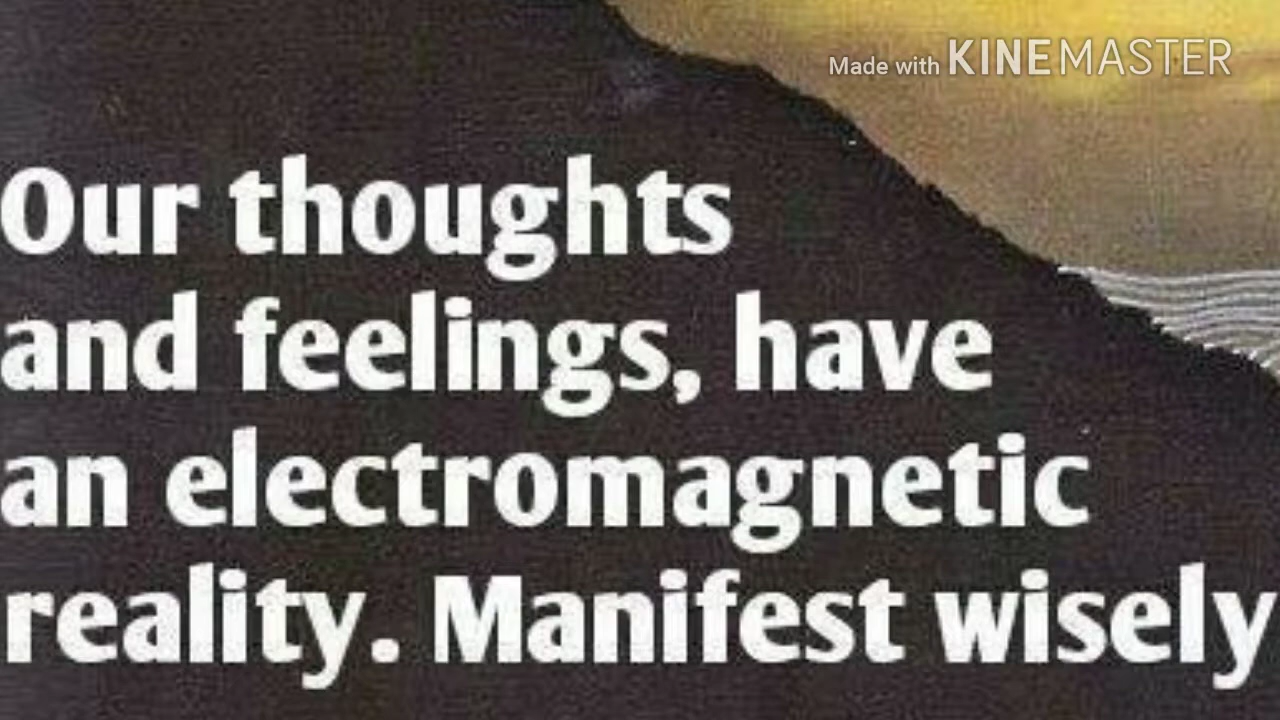 Made with KINEMASTER
Our thoughts
and feelings, have
an electromagnetic
reality. Manifest wisely